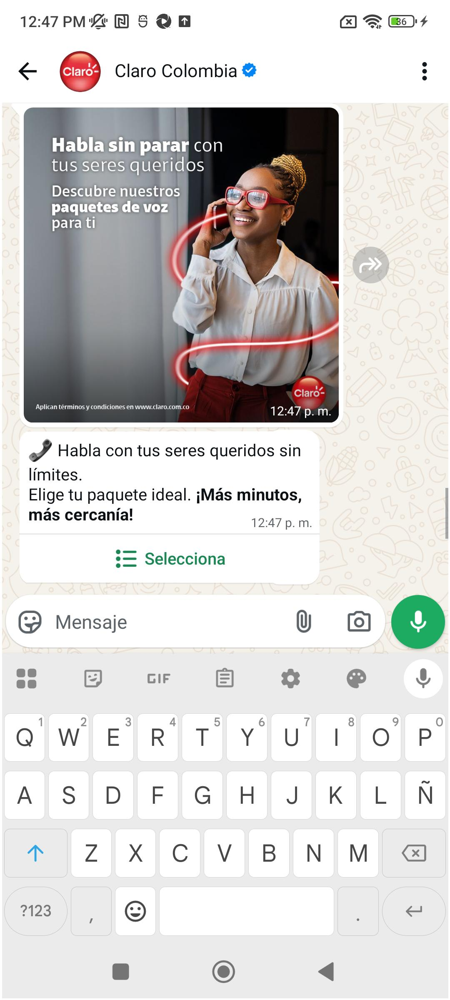 12:47 PM
36
Claro
Claro Colombia
Habla sin parar con
tus seres queridos
Descubre nuestros
paquetes de voz
para ti
Claro
Aplican términos y condiciones en www.claro.com.co
12:47 p. m.
📞 Habla con tus seres queridos sin
límites.
Elige tu paquete ideal. ¡Más minutos,
más cercanía!
12:47 p. m.
Selecciona
Mensaje
GIF
Q 1 W 2 E 3 R 4 T 5 Y 6 U 7 I 8 O 9 P 0
A S D F G H J K L Ñ
Z X C V B N M
?123 , .